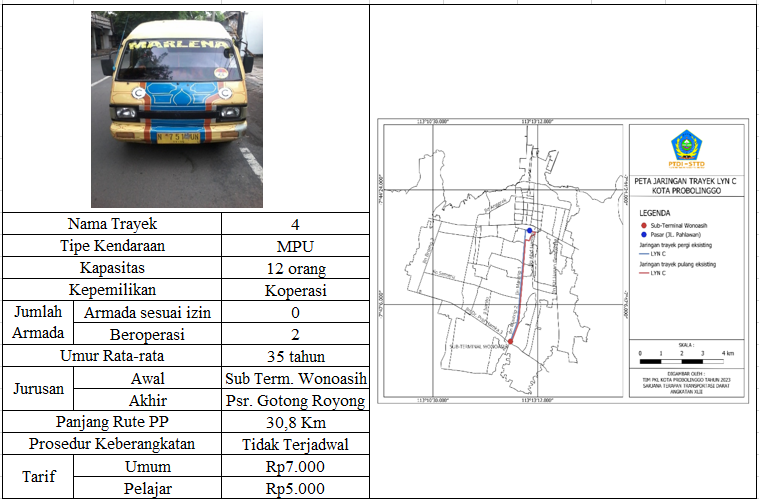 MARLENA
C
C
Nama Trayek 4
Tipe Kendaraan MPU
Kapasitas 12 orang
Kepemilikan Koperasi
Jumlah Armada
Armada sesuai izin 0
Beroperasi 2
Umur Rata-rata 35 tahun
Jurusan
Awal Sub Term. Wonoasih
Akhir Psr. Gotong Royong
Panjang Rute PP 30,8 Km
Prosedur Keberangkatan Tidak Terjadwal
Tarif
Umum Rp7.000
Pelajar Rp5.000
113°10'30.000" 113°13'12.000"
SUB-TERMINAL WONOASIH
113°10'30.000" 113°13'12.000"
PTDI-STTD
PETA JARINGAN TRAYEK LYN C
KOTA PROBOLINGGO
LEGENDA
Sub-Terminal Wonoasih
Pasar (JL. Pahlawan)
Jaringan trayek pergi eksisting
LYN C
Jaringan trayek pulang eksisting
LYN C
SKALA :
0 1 2 3 4 km
DIGAMBAR OLEH :
TIM PKL KOTA PROBOLINGGO TAHUN 2023
SARJANA TERAPAN TRANSPORTASI DARAT
ANGKATAN XLII